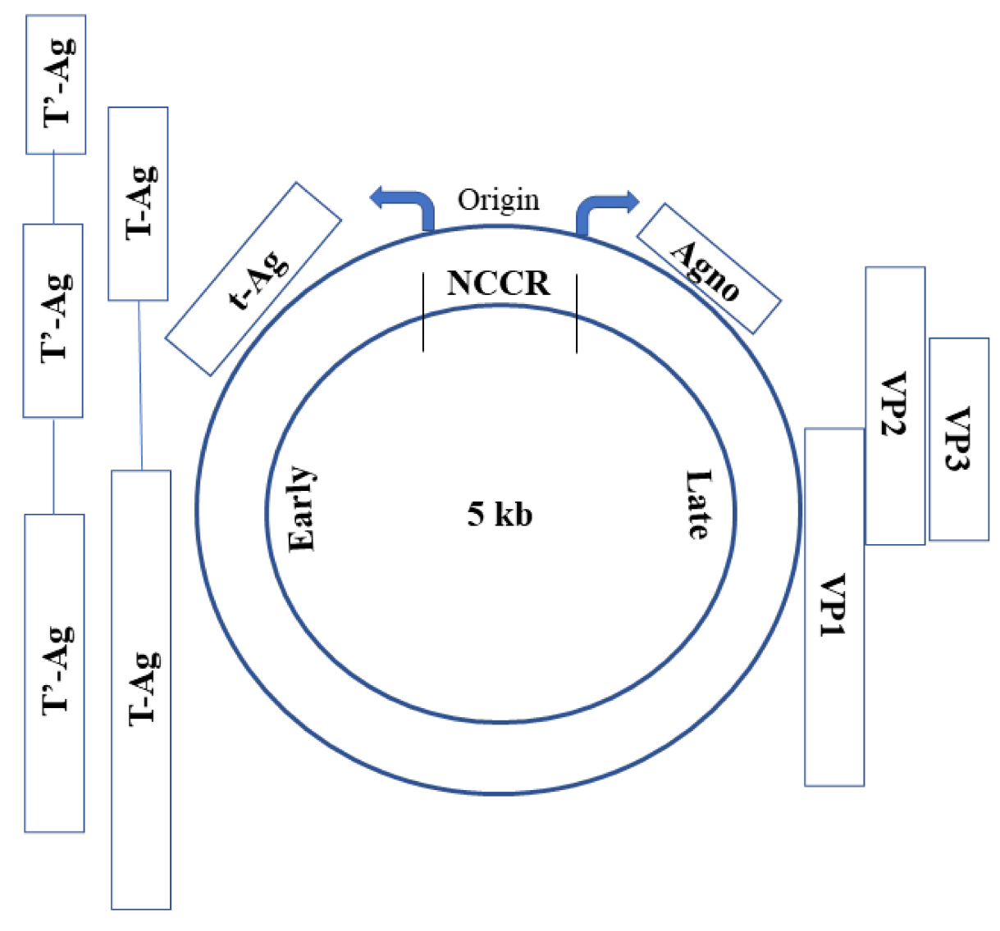 T’-Ag
T-Ag
T’-Ag
T’-Ag
T-Ag
t-Ag
Origin
Agno
NCCR
Early
5 kb
Late
VP2
VP3
VP1